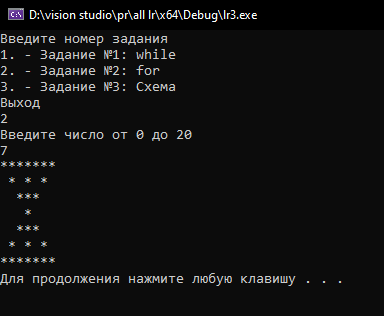 D:\vision studio\pr\all lr\x64\Debug\lr3.exe
Введите номер задания
1. - Задание №1: while
2. - Задание №2: for
3. - Задание №3: Схема
Выход
2
Введите число от 0 до 20
7
*******
 * * *
  ***
   *
  ***
 * * *
*******
Для продолжения нажмите любую клавишу . . .